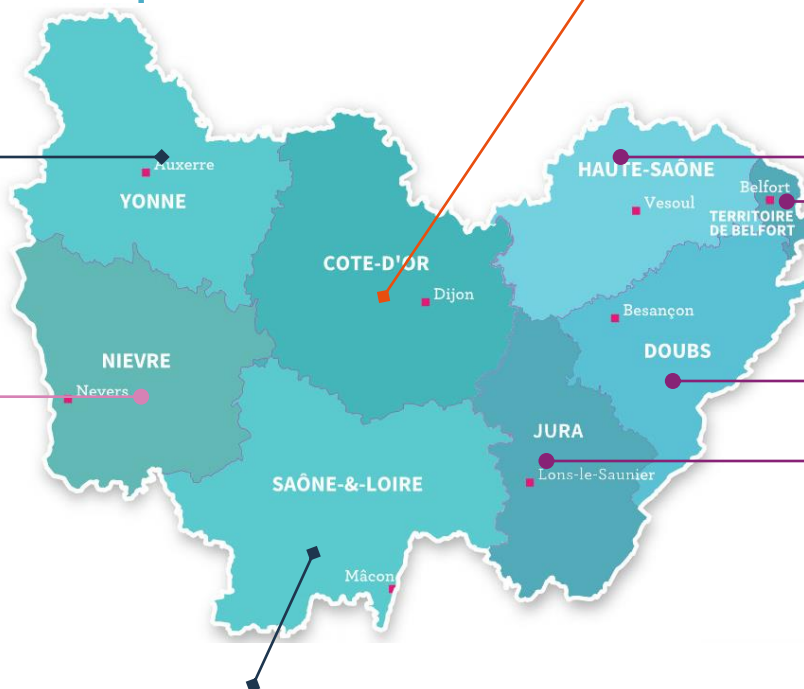 Auxerre
YONNE
HAUTE-SAÔNE
Belfort
Vesoul
TERRITOIRE
DE BELFORT
COTE-D'OR
Dijon
Besançon
DOUBS
NIEVRE
Nevers
JURA
Lons-le-Saunier
SAÔNE-&-LOIRE
Mâcon